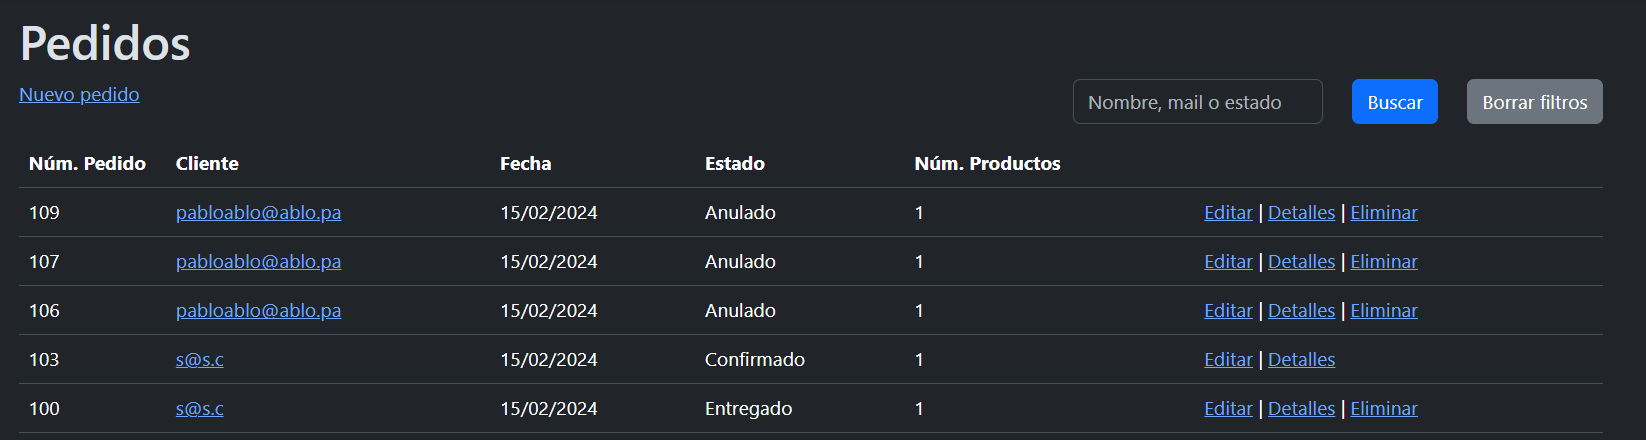 Pedidos
Nuevo pedido
Nombre, mail o estado Buscar Borrar filtros
Núm. Pedido Cliente Fecha Estado Núm. Productos
109 pabloablo@ablo.pa 15/02/2024 Anulado 1 Editar | Detalles | Eliminar
107 pabloablo@ablo.pa 15/02/2024 Anulado 1 Editar | Detalles | Eliminar
106 pabloablo@ablo.pa 15/02/2024 Anulado 1 Editar | Detalles | Eliminar
103 s@s.c 15/02/2024 Confirmado 1 Editar | Detalles
100 s@s.c 15/02/2024 Entregado 1 Editar | Detalles | Eliminar